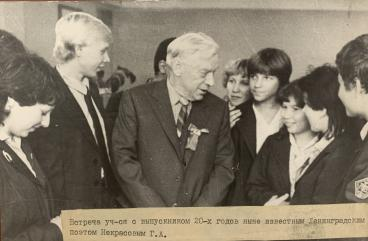 Встреча уч-ся с выпускником 20-х годов ныне известным Ленинградским
поэтом Некрасовым Г.А.